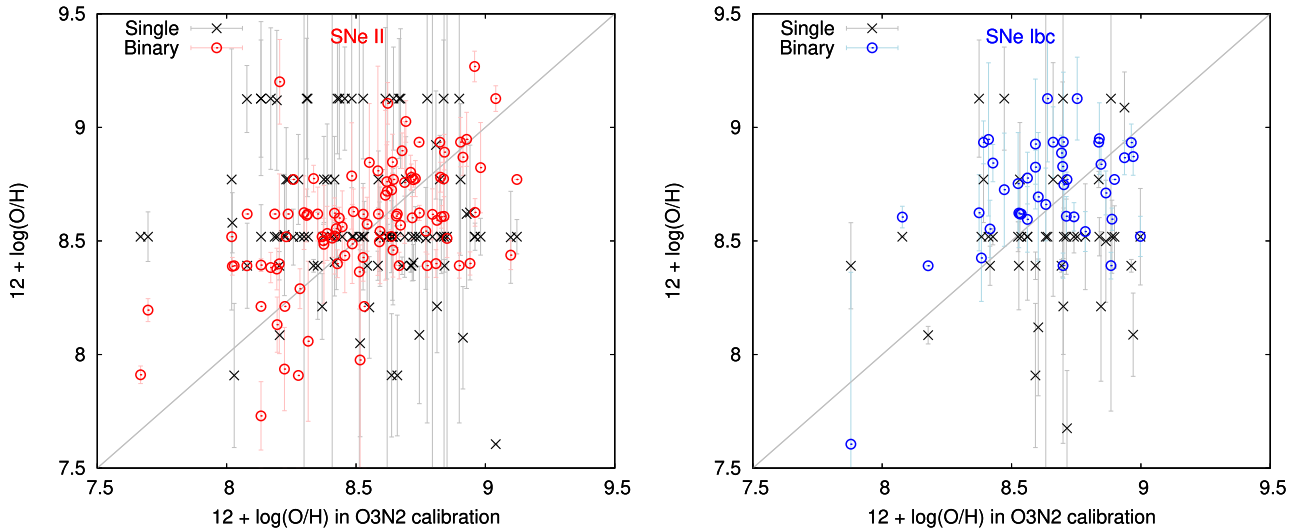 9.5
9
8.5
8
7.5
7.5 8 8.5 9 9.5
12 + log(O/H)
12 + log(O/H) in O3N2 calibration
Single
Binary
SNe II
9.5
9
8.5
8
7.5
7.5 8 8.5 9 9.5
12 + log(O/H)
12 + log(O/H) in O3N2 calibration
Single
Binary
SNe Ibc